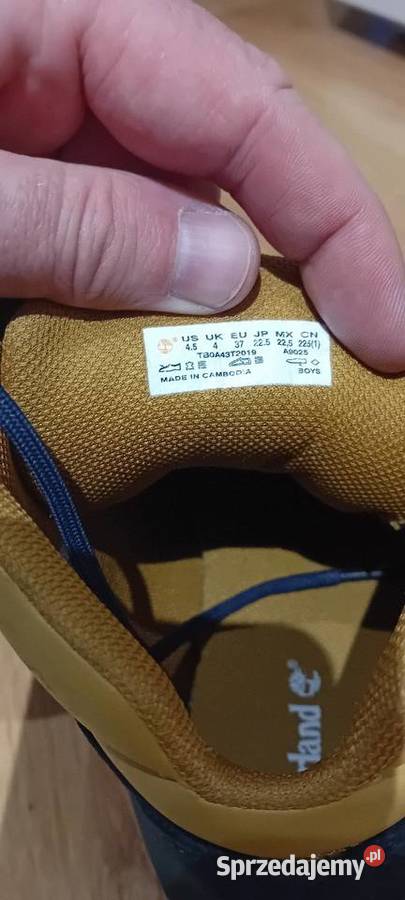 US UK EU JP MX CN
4.5 4 37 22.5 22,5 225(1)
TB0A43T2019 A9025
MADE IN CAMBODIA BOYS
rland
Sprzedajemy.pl